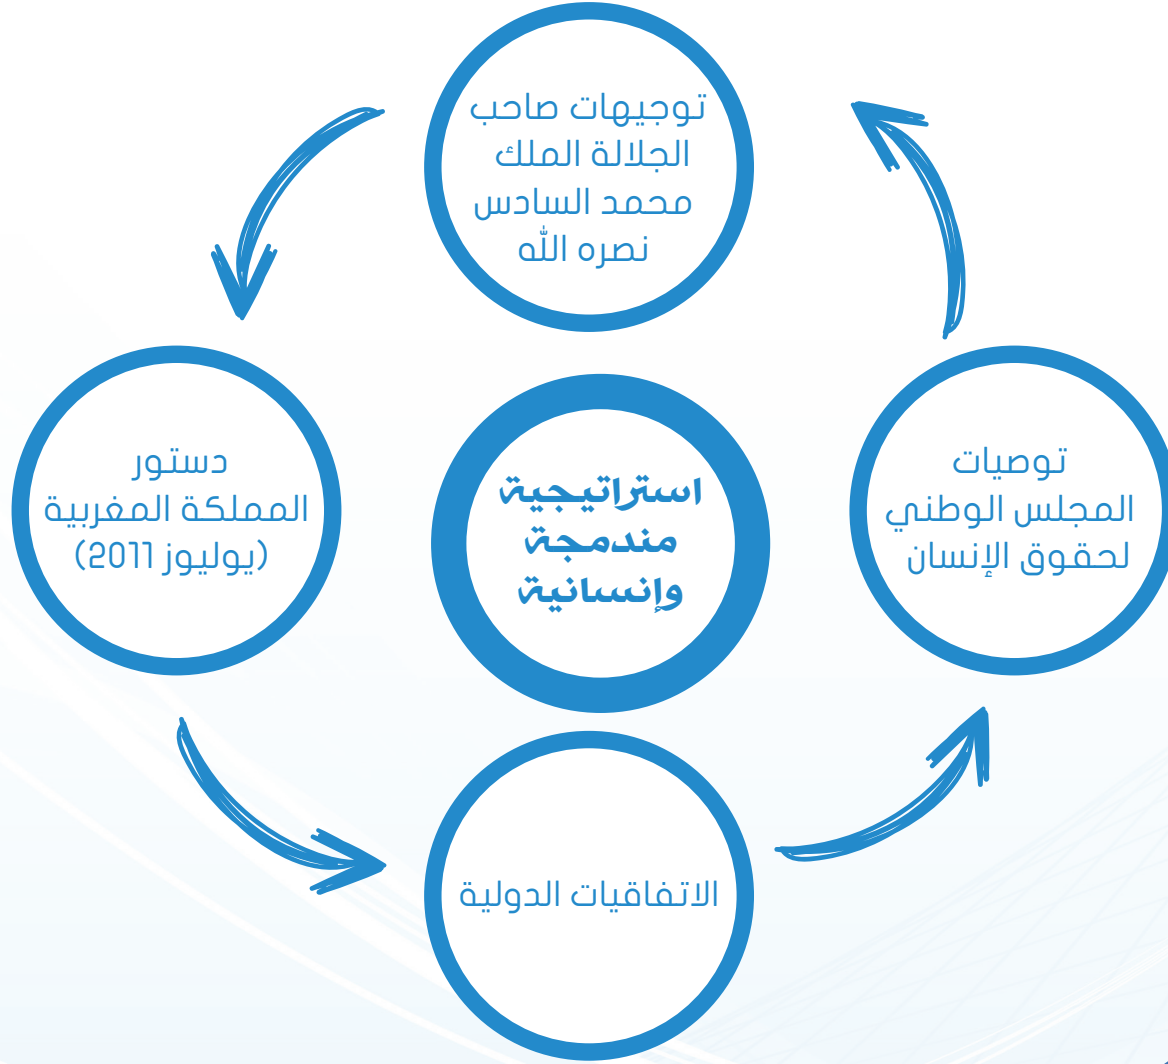 توجيهات صاحب
الجلالة الملك
محمد السادس
نصره الله
توصيات
المجلس الوطني
لحقوق الإنسان
استراتيجية
مندمجة
وإنسانية
دستور
المملكة المغربية
(يوليوز 2011)
الاتفاقيات الدولية